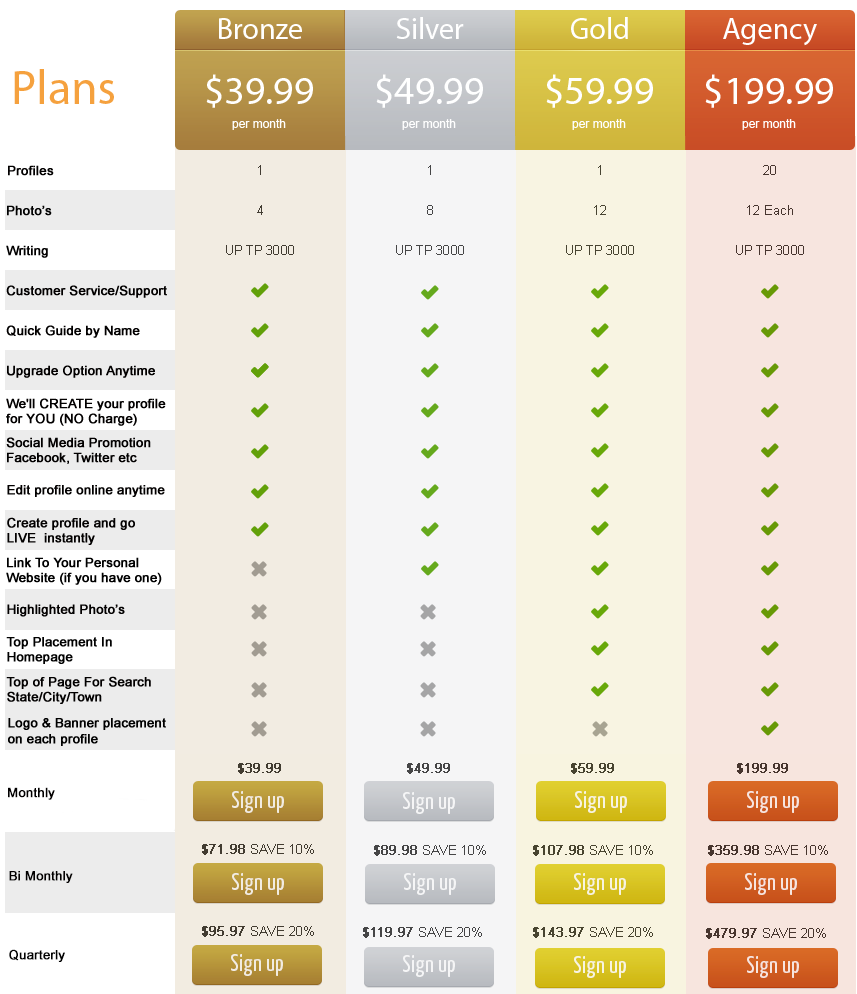 Bronze Silver Gold Agency
Plans $39.99 $49.99 $59.99 $199.99
per month per month per month per month
Profiles 1 1 1 20
Photo's 4 8 12 12 Each
Writing UP TP 3000 UP TP 3000 UP TP 3000 UP TP 3000
Customer Service/Support
Quick Guide by Name
Upgrade Option Anytime
We'll CREATE your profile
for YOU (NO Charge)
Social Media Promotion
Facebook, Twitter etc
Edit profile online anytime
Create profile and go
LIVE instantly
Link To Your Personal
Website (if you have one)
Highlighted Photo's
Top Placement In
Homepage
Top of Page For Search
State/City/Town
Logo & Banner placement
on each profile
$39.99 $49.99 $59.99 $199.99
Monthly Sign up Sign up Sign up Sign up
$71.98 SAVE 10% $89.98 SAVE 10% $107.98 SAVE 10% $359.98 SAVE 10%
Bi Monthly Sign up Sign up Sign up Sign up
$95.97 SAVE 20% $119.97 SAVE 20% $143.97 SAVE 20% $479.97 SAVE 20%
Quarterly Sign up Sign up Sign up Sign up